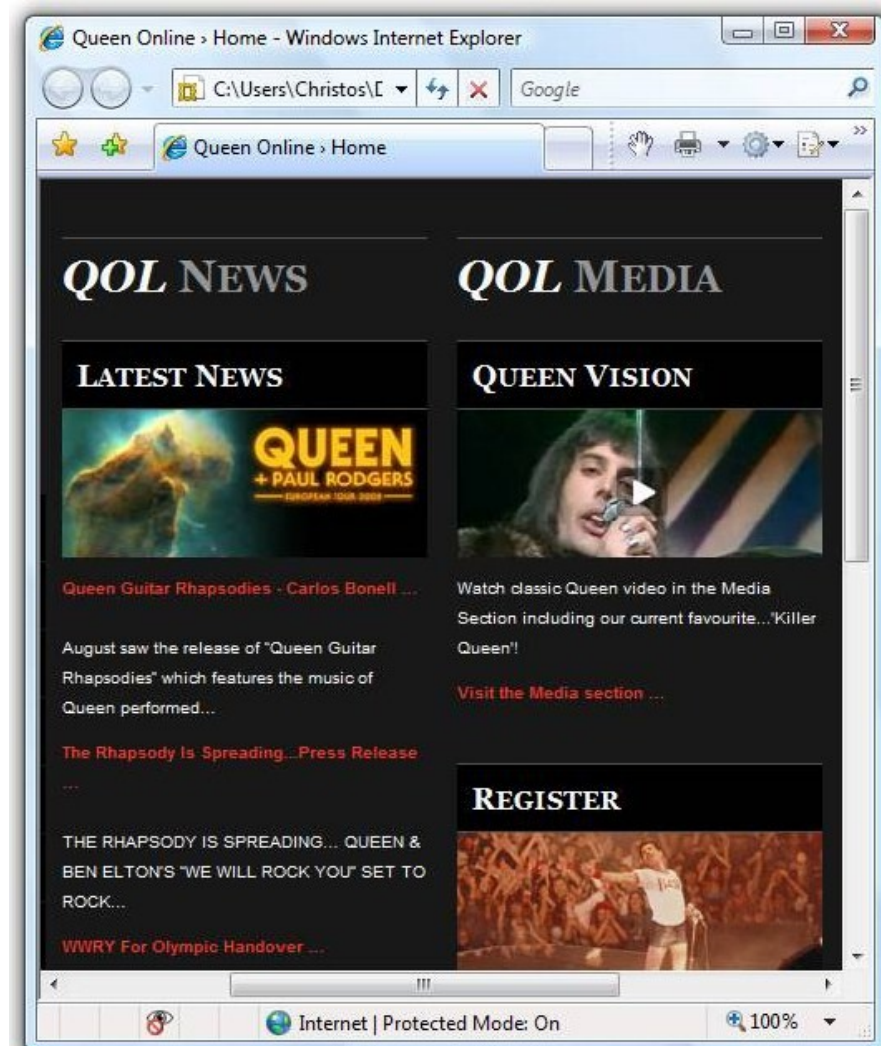 Queen Online › Home - Windows Internet Explorer
C:\Users\Christos\D
Google
Queen Online › Home
QOL NEWS
LATEST NEWS
QUEEN
+ PAUL RODGERS
EUROPEAN TOUR 2008
Queen Guitar Rhapsodies - Carlos Bonell ...
August saw the release of "Queen Guitar
Rhapsodies" which features the music of
Queen performed...
The Rhapsody Is Spreading...Press Release
...
THE RHAPSODY IS SPREADING... QUEEN &
BEN ELTON'S "WE WILL ROCK YOU" SET TO
ROCK...
WWRY For Olympic Handover ...
QOL MEDIA
QUEEN VISION
Watch classic Queen video in the Media
Section including our current favourite..."Killer
Queen"!
Visit the Media section ...
REGISTER
Internet | Protected Mode: On
100%